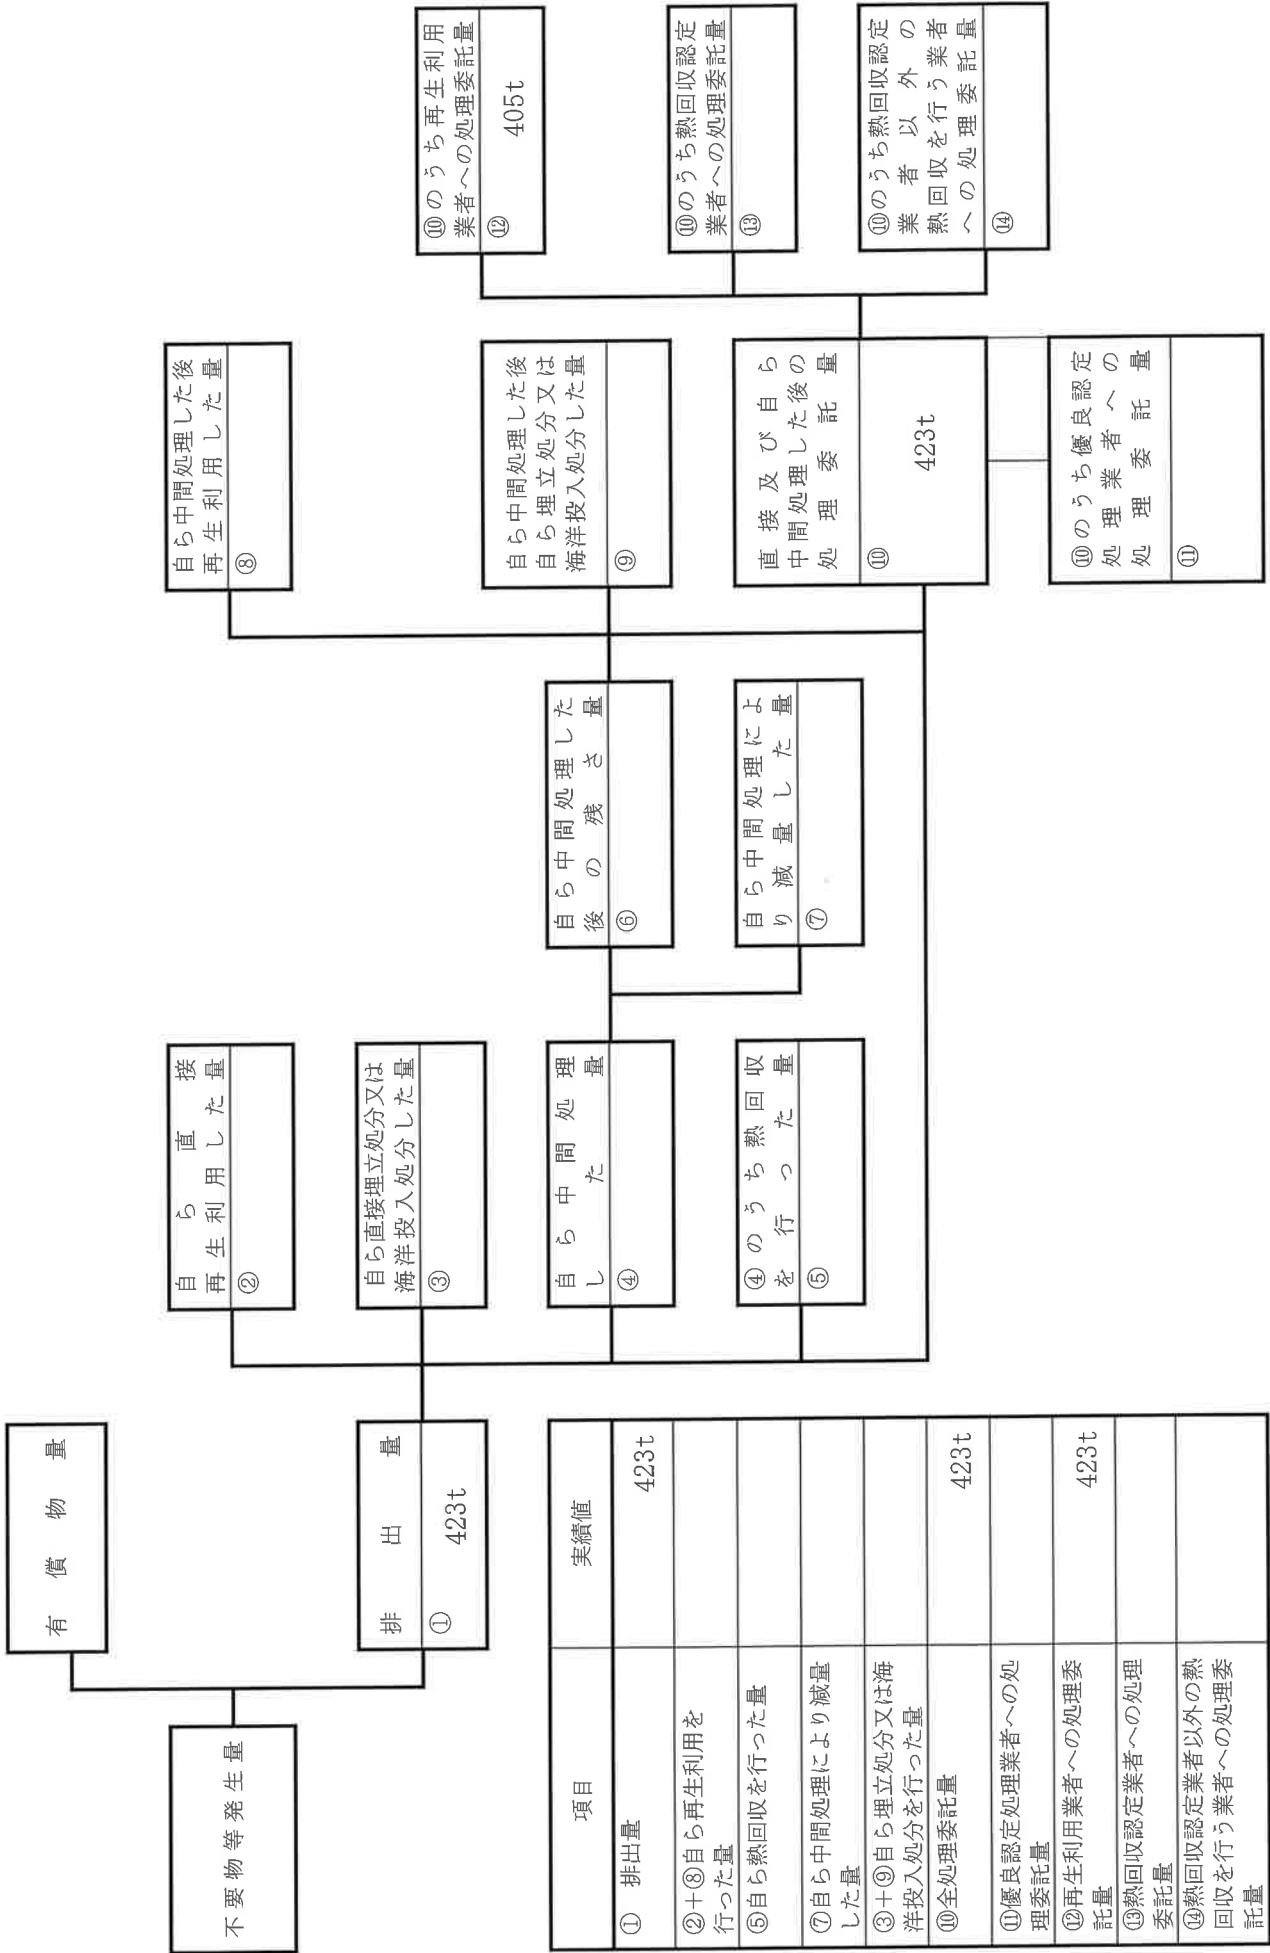 不要物等発生量
有償物量
排出量
① 423t
自ら直接
再生利用した量
②
自ら直接埋立処分又は
海洋投入処分した量
③
自ら中間処理
した量
④
④のうち熱回収
を行った量
⑤
自ら中間処理した
後の残さ量
⑥
自ら中間処理によ
り減量した量
⑦
自ら中間処理した後
再生利用した量
⑧
自ら中間処理した後
自ら埋立処分又は
海洋投入処分した量
⑨
直接及び自ら
中間処理した後の
処理委託量
⑩ 423t
⑩のうち優良認定
処理業者への
処理委託量
⑪
⑩のうち再生利用
業者への処理委託量
⑫ 405t
⑩のうち熱回収認定
業者への処理委託量
⑬
⑩のうち熱回収認定
業者以外の
熱回収を行う業者
への処理委託量
⑭
項目 実績値
① 排出量 423t
②＋⑧自ら再生利用を
行った量
⑤自ら熱回収を行った量
⑦自ら中間処理により減量
した量
③＋⑨自ら埋立処分又は海
洋投入処分を行った量
⑩全処理委託量 423t
⑪優良認定処理業者への処
理委託量
⑫再生利用業者への処理委
託量 423t
⑬熱回収認定業者への処理
委託量
⑭熱回収認定業者以外の熱
回収を行う業者への処理委
託量